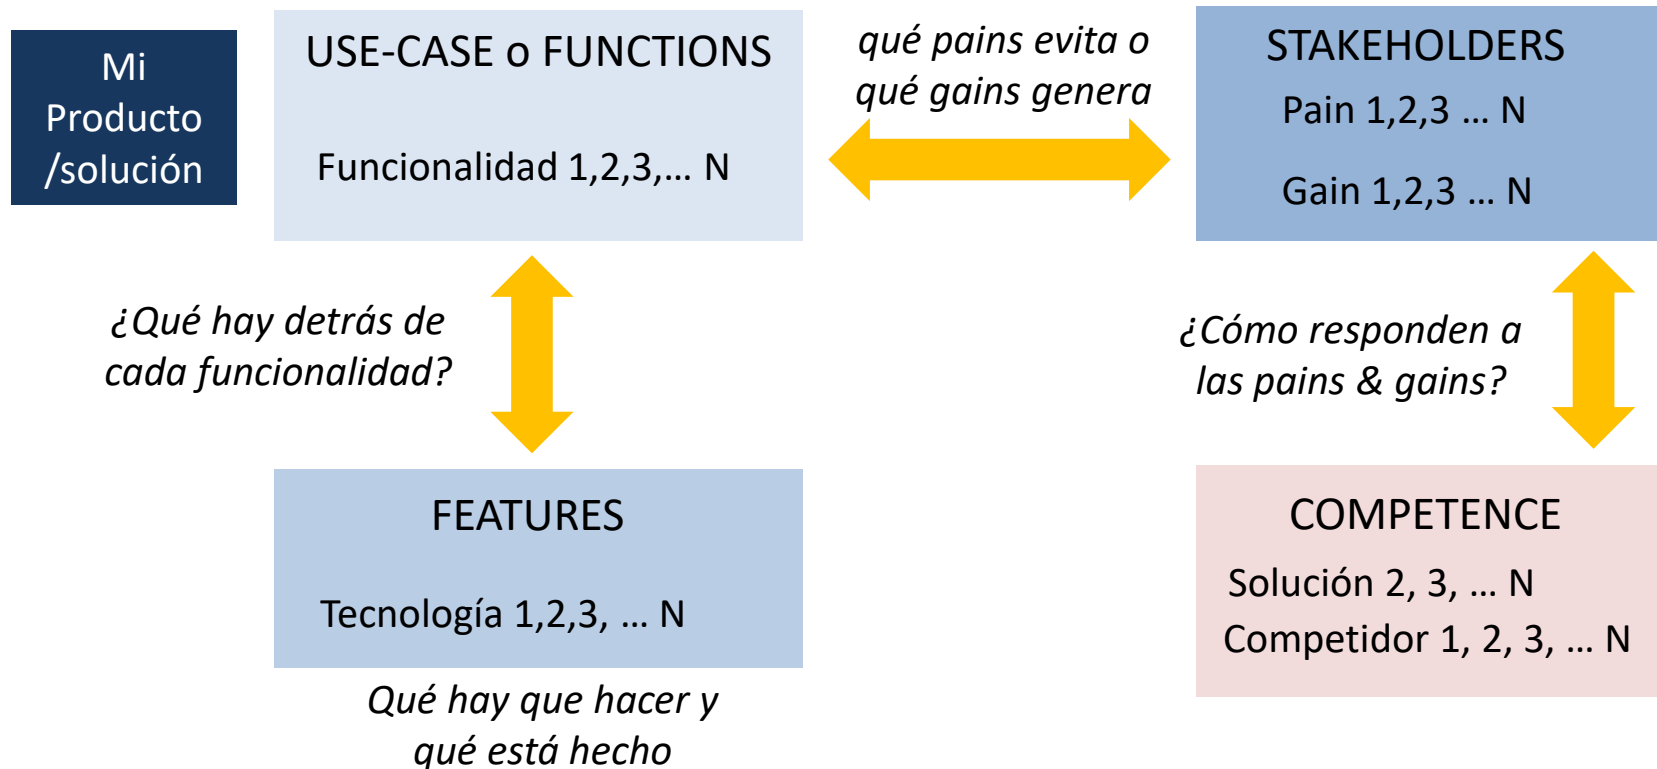 Mi
Producto
/solución
USE-CASE o FUNCTIONS
Funcionalidad 1,2,3,... N
qué pains evita o
qué gains genera
STAKEHOLDERS
Pain 1,2,3 ... N
Gain 1,2,3 ... N
¿Qué hay detrás de
cada funcionalidad?
¿Cómo responden a
las pains & gains?
FEATURES
Tecnología 1,2,3, ... N
Qué hay que hacer y
qué está hecho
COMPETENCE
Solución 2, 3, ... N
Competidor 1, 2, 3, ... N